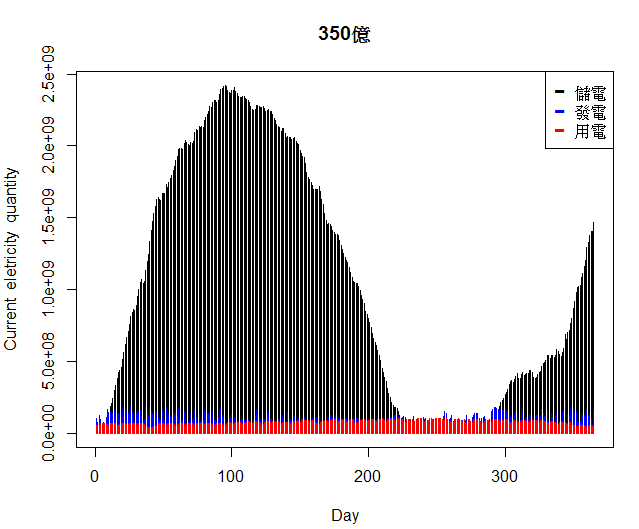 350億
2.5e+09
2.0e+09
1.5e+09
1.0e+09
5.0e+08
0.0e+00
Current eletricity quantity
儲電
發電
用電
0
100
200
300
Day